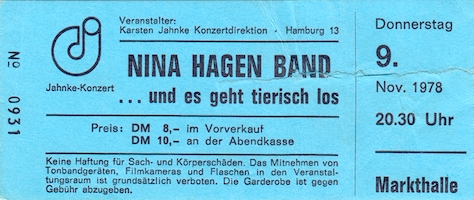 Veranstalter:
Karsten Jahnke Konzertdirektion · Hamburg 13
Jahnke-Konzert
№ 0931
NINA HAGEN BAND
... und es geht tierisch los
Preis: DM 8,– im Vorverkauf
DM 10,– an der Abendkasse
Keine Haftung für Sach- und Körperschäden. Das Mitnehmen von
Tonbandgeräten, Filmkameras und Flaschen in den Veranstal-
tungsraum ist grundsätzlich verboten. Die Garderobe ist gegen
Gebühr abzugeben.
Donnerstag
9.
Nov. 1978
20.30 Uhr
Markthalle